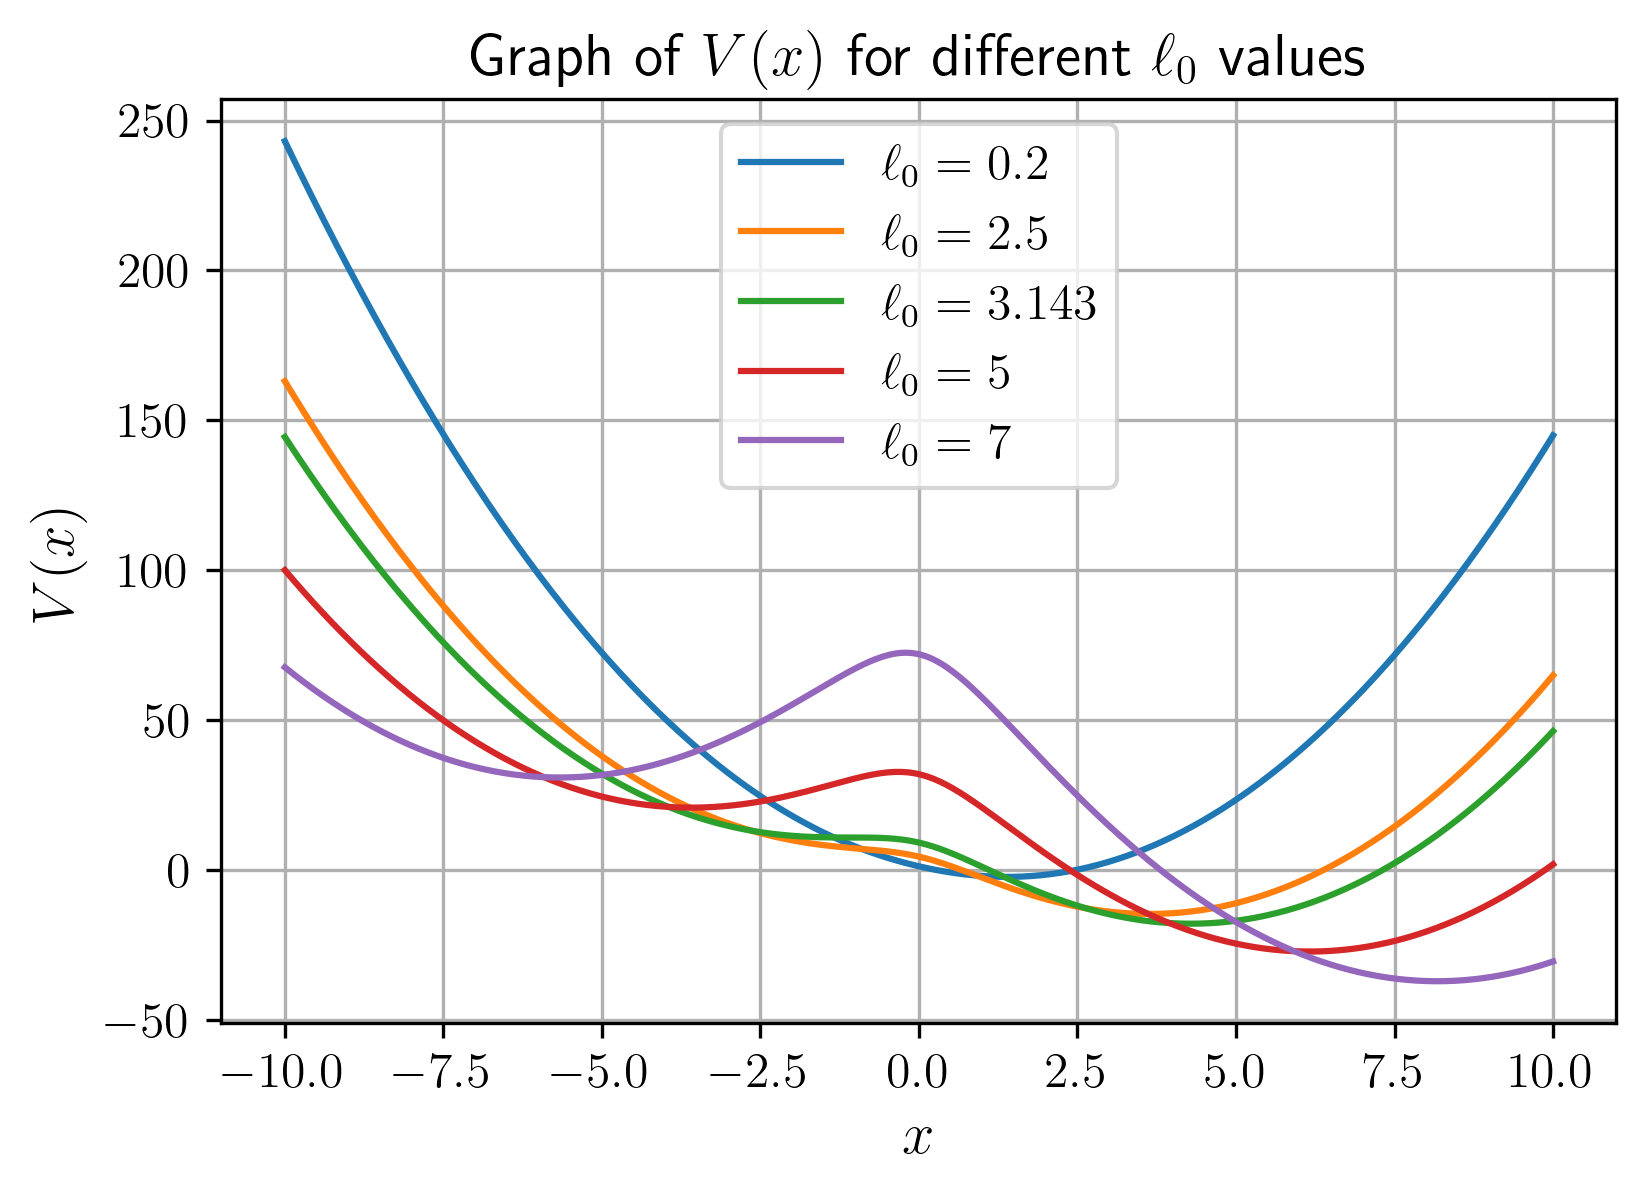 Graph of V(x) for different ℓ₀ values
250
200
150
100
50
0
−50
V(x)
ℓ₀ = 0.2
ℓ₀ = 2.5
ℓ₀ = 3.143
ℓ₀ = 5
ℓ₀ = 7
−10.0 −7.5 −5.0 −2.5 0.0 2.5 5.0 7.5 10.0
x